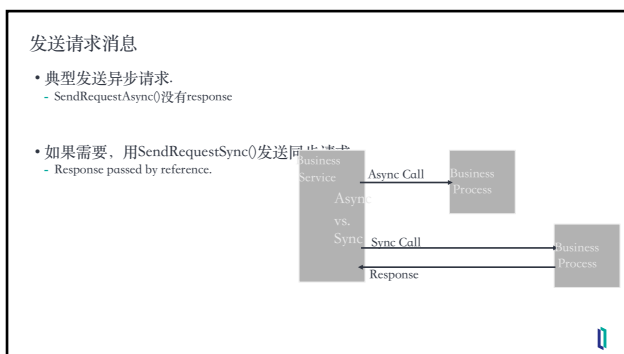 发送请求消息
• 典型发送异步请求.
- SendRequestAsync()没有response
• 如果需要，用SendRequestSync()发送同步请求
- Response passed by reference.
Business
Service
Async
vs.
Sync
Async Call
Business
Process
Sync Call
Response
Business
Process